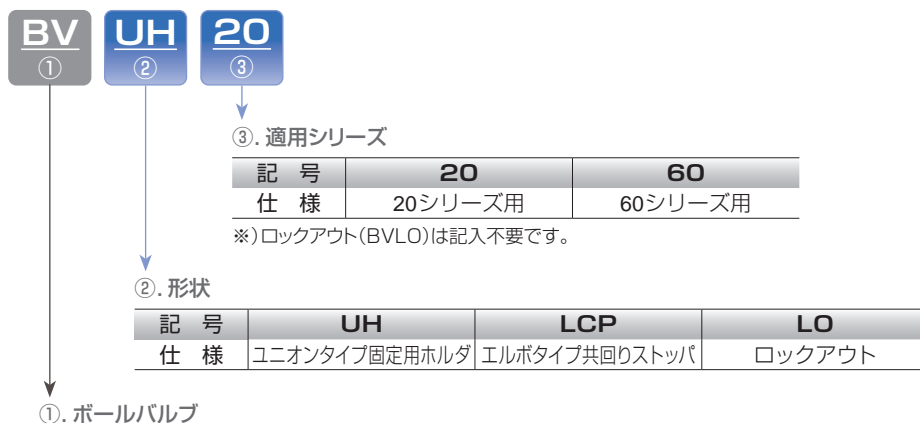 BV UH 20
① ② ③
③. 適用シリーズ
記 号 20 60
仕 様 20シリーズ用 60シリーズ用
※)ロックアウト(BVLO)は記入不要です。
②. 形状
記 号 UH LCP LO
仕 様 ユニオンタイプ固定用ホルダ エルボタイプ共回りストッパ ロックアウト
①. ボールバルブ